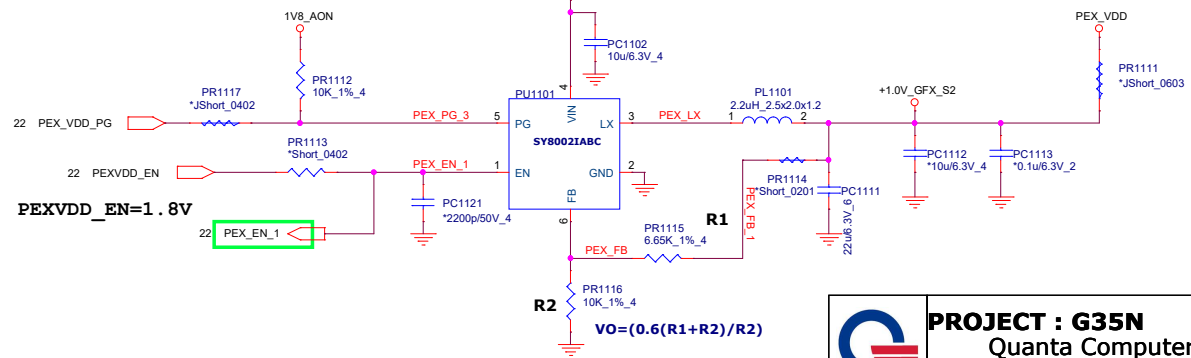 1V8_AON
PEX_VDD
PC1102
10u/6.3V_4
PR1117
*JShort_0402
PR1112
10K_1%_4
PR1111
*JShort_0603
PU1101
4
VIN
PL1101
2.2uH_2.5x2.0x1.2
+1.0V_GFX_S2
22 PEX_VDD_PG
PEX_PG_3
5
PG
LX
3
PEX_LX
1
2
SY8002IABC
PR1113
*Short_0402
PC1112
*10u/6.3V_4
PC1113
*0.1u/6.3V_2
22 PEXVDD_EN
PEX_EN_1
1
EN
GND
2
FB
6
PR1114
*Short_0201
PC1111
22u/6.3V_6
PEXVDD_EN=1.8V
PC1121
*2200p/50V_4
R1
PEX_FB_1
22 PEX_EN_1
PEX_FB
PR1115
6.65K_1%_4
R2
PR1116
10K_1%_4
VO=(0.6(R1+R2)/R2)
PROJECT : G35N
Quanta Computer